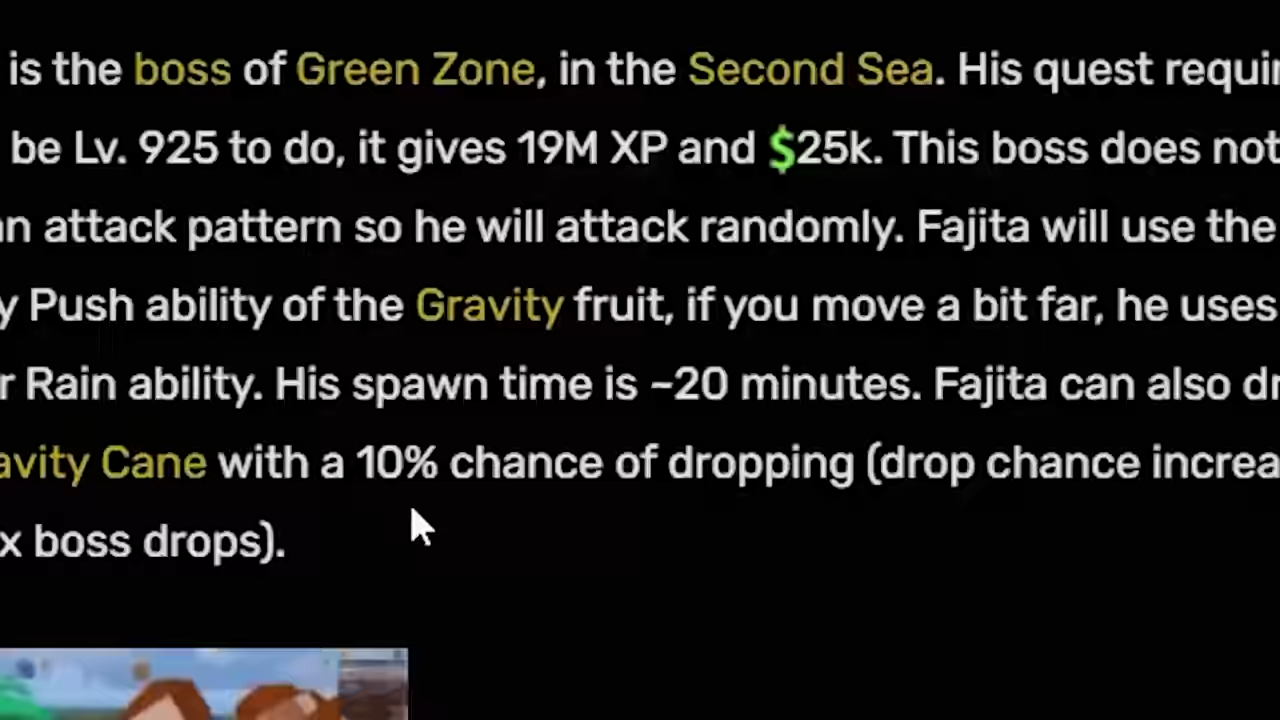 is the boss of Green Zone, in the Second Sea. His quest requir
be Lv. 925 to do, it gives 19M XP and $25k. This boss does not
an attack pattern so he will attack randomly. Fajita will use the
y Push ability of the Gravity fruit, if you move a bit far, he uses
r Rain ability. His spawn time is ~20 minutes. Fajita can also dr
avity Cane with a 10% chance of dropping (drop chance increa
x boss drops).